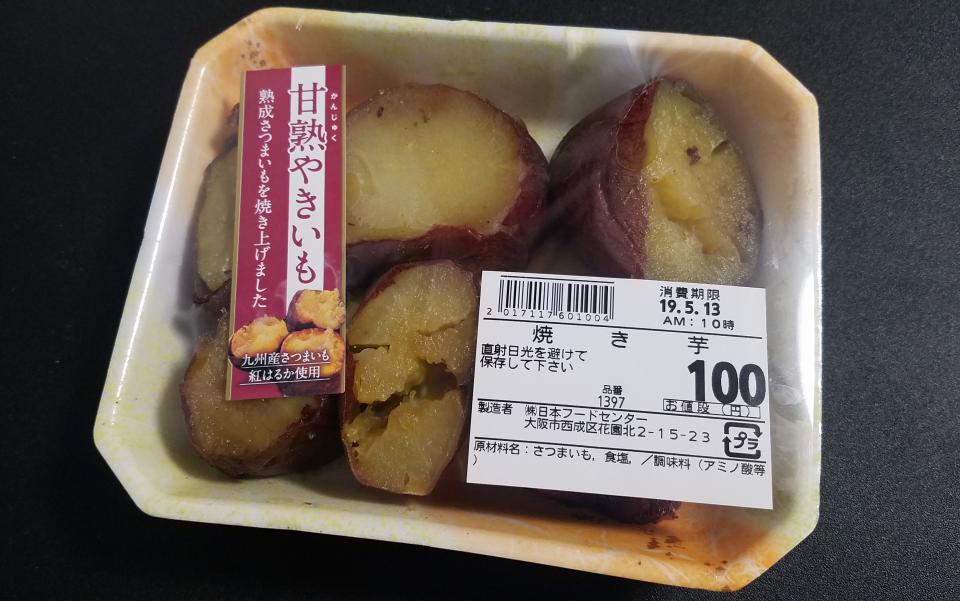 甘熟やきいも
かんじゅく
熟成さつまいもを焼き上げました
九州産さつまいも
紅はるか使用
2 017117 601004
消費期限
19.5.13
AM：10時
焼き芋
直射日光を避けて
保存して下さい
100
品番
1397
お値段（円）
製造者 ㈱日本フードセンター
大阪市西成区花園北2-15-23
プラ
原材料名：さつまいも，食塩，／調味料（アミノ酸等
）